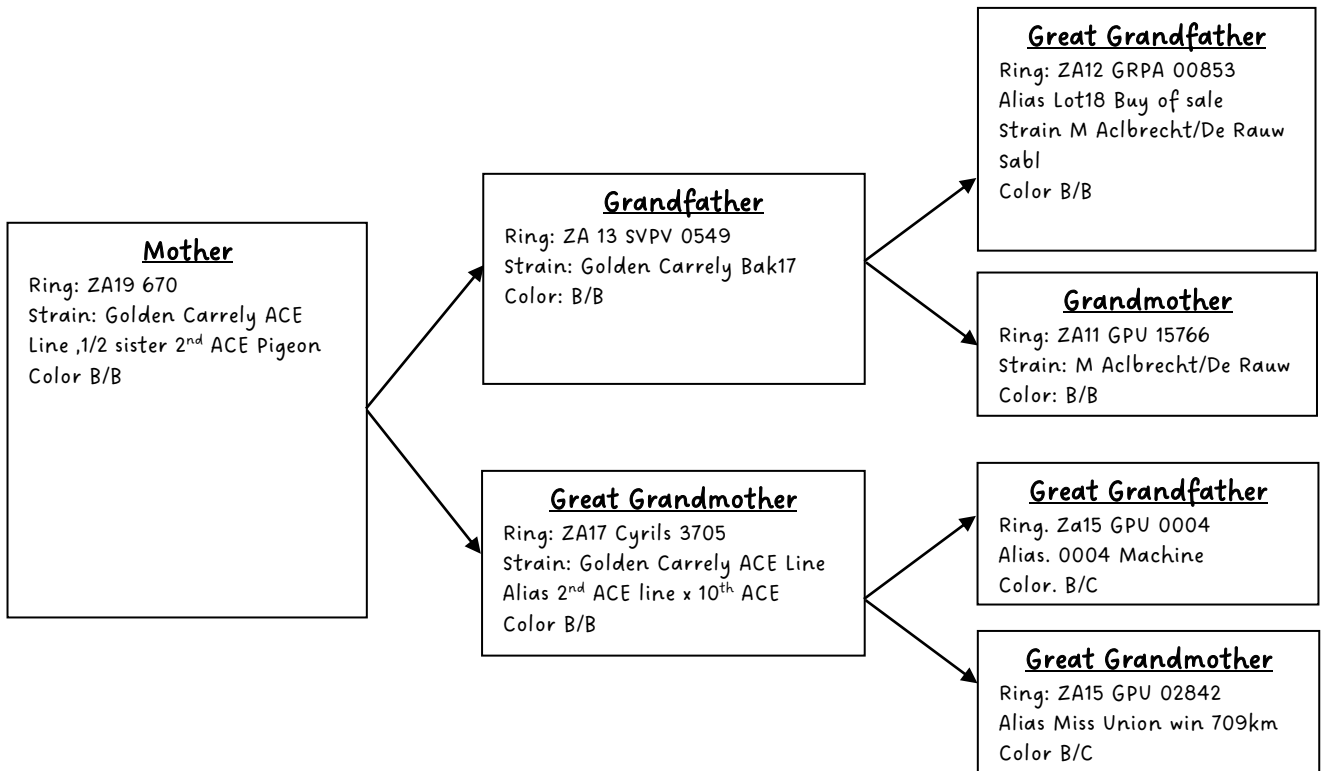 Mother
Ring: ZA19 670
Strain: Golden Carrely ACE
Line ,1/2 sister 2nd ACE Pigeon
Color B/B
Grandfather
Ring: ZA 13 SVPV 0549
Strain: Golden Carrely Bak17
Color: B/B
Great Grandmother
Ring: ZA17 Cyrils 3705
Strain: Golden Carrely ACE Line
Alias 2nd ACE line x 10th ACE
Color B/B
Great Grandfather
Ring: ZA12 GRPA 00853
Alias Lot18 Buy of sale
Strain M Aclbrecht/De Rauw
Sabl
Color B/B
Grandmother
Ring: ZA11 GPU 15766
Strain: M Aclbrecht/De Rauw
Color: B/B
Great Grandfather
Ring. Za15 GPU 0004
Alias. 0004 Machine
Color. B/C
Great Grandmother
Ring: ZA15 GPU 02842
Alias Miss Union win 709km
Color B/C